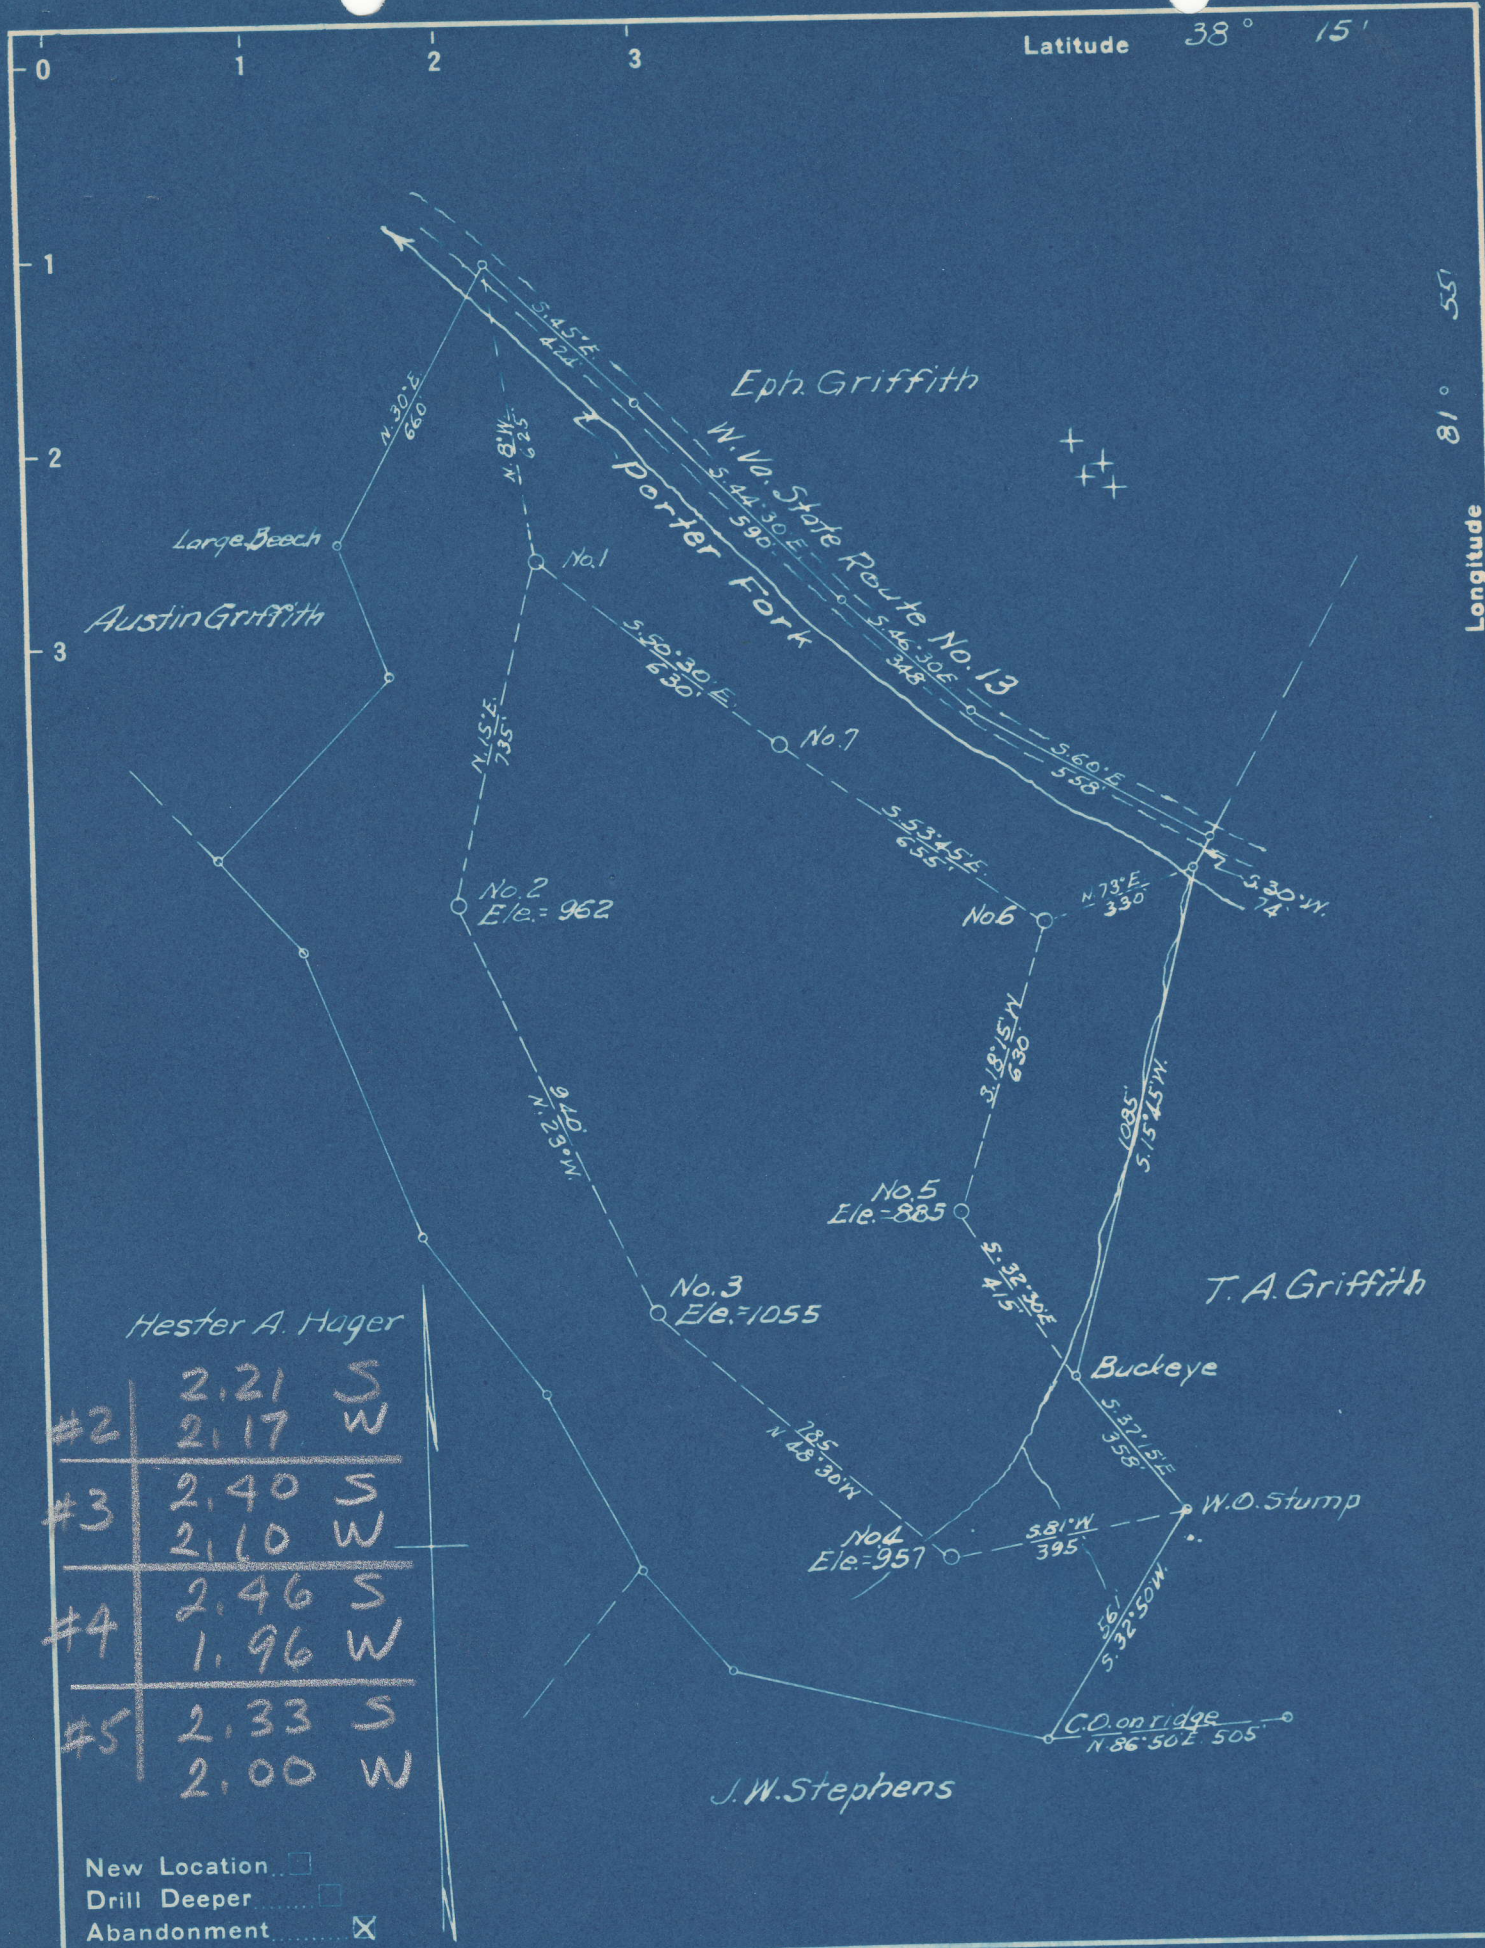 0
1
2
3
Latitude 38° 15'
1
2
3
81° 55'
Longitude
S.45°E.
424'
Eph. Griffith
N.30°E.
660'
N.8°W.
625
W.Va. State Route No.13
S.44°30'E.
590'
Porter Fork
Large Beech
No.1
Austin Griffith
S.50°30'E.
630'
S.46°30'E
348
N.15°E.
735'
No.7
S.60°E
558'
S.53°45'E.
655'
No.2
Ele.=962
N.73°E.
330'
S.30°W.
74'
No.6
S.18°15'W
630'
940'
N.23°W.
1085'
S.15°45'W.
No.5
Ele.=885
S.32°30'E
415
No.3
Ele.=1055
T.A.Griffith
Hester A. Hager
Buckeye
2.21 S
#2 2.17 W
S.37°15'E
358'
785
N48°30'W
#3 2.40 S
2.10 W
W.O.Stump
No.4
Ele.=957
S81°W
395'
#4 2.46 S
1.96 W
561'
S.32°50'W.
#5 2.33 S
2.00 W
C.O. on ridge
N.86°50'E. 505'
J.W.Stephens
New Location
Drill Deeper
Abandonment X